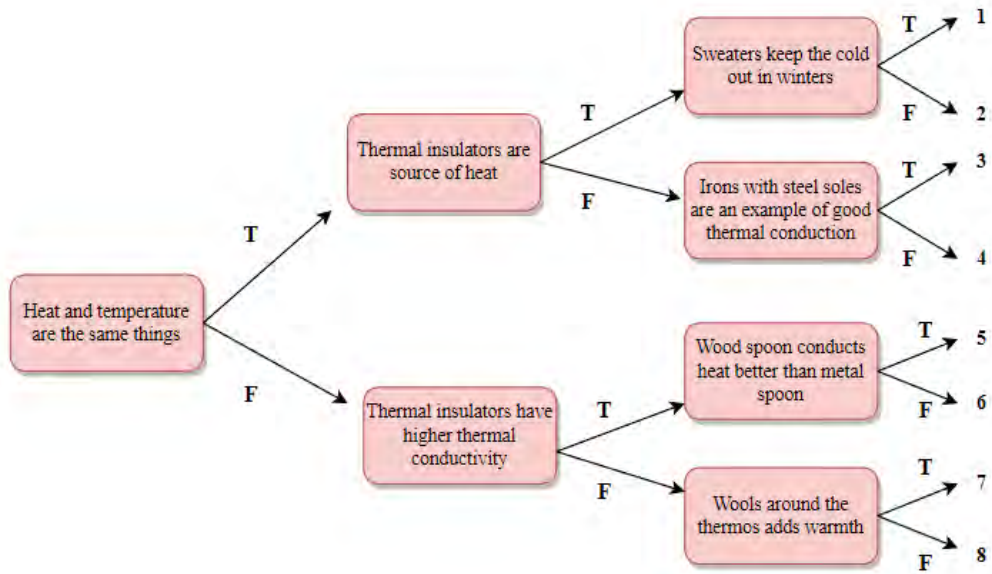 Sweaters keep the cold
out in winters
T
1
F
2
Thermal insulators are
source of heat
T
F
Irons with steel soles
are an example of good
thermal conduction
T
3
F
4
Heat and temperature
are the same things
T
F
Thermal insulators have
higher thermal
conductivity
T
F
Wood spoon conducts
heat better than metal
spoon
T
5
F
6
Wools around the
thermos adds warmth
T
7
F
8